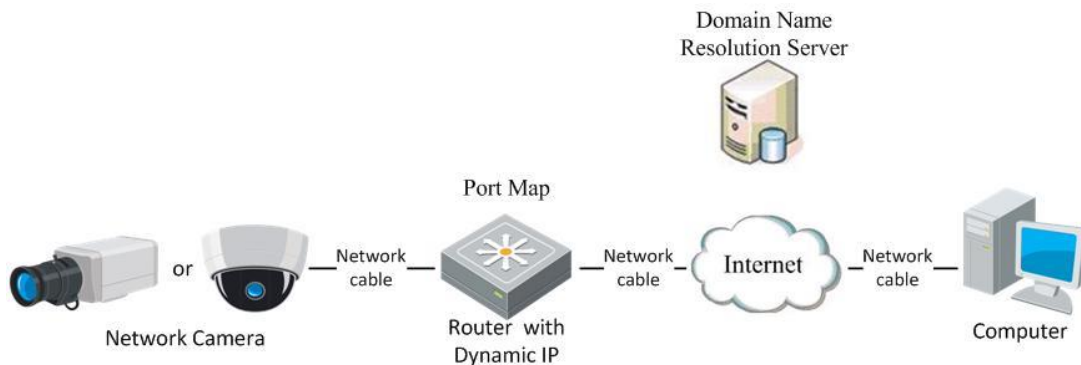 Domain Name
Resolution Server
Port Map
or
Network
cable
Network
cable
Internet
Network
cable
Network Camera
Router with
Dynamic IP
Computer